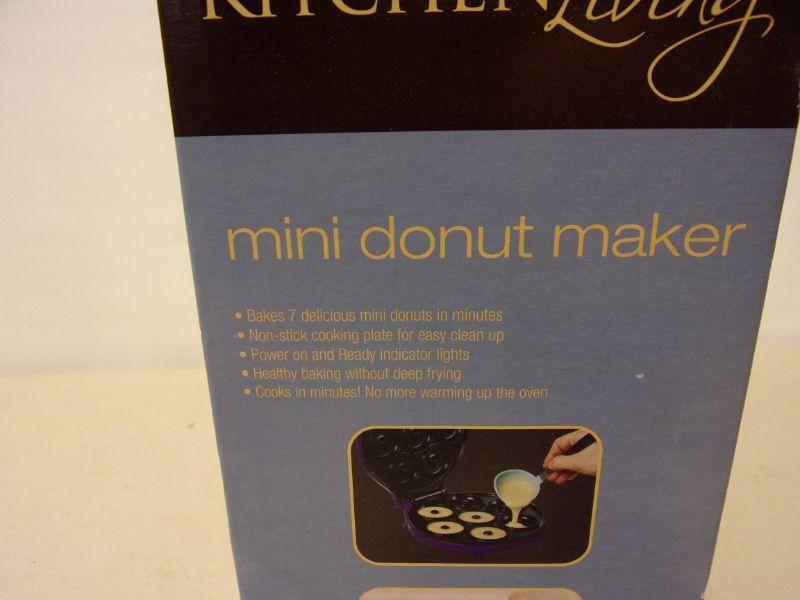 KITCHEN Living
mini donut maker
• Bakes 7 delicious mini donuts in minutes
• Non-stick cooking plate for easy clean up
• Power on and Ready indicator lights
• Healthy baking without deep frying
• Cooks in minutes! No more warming up the oven